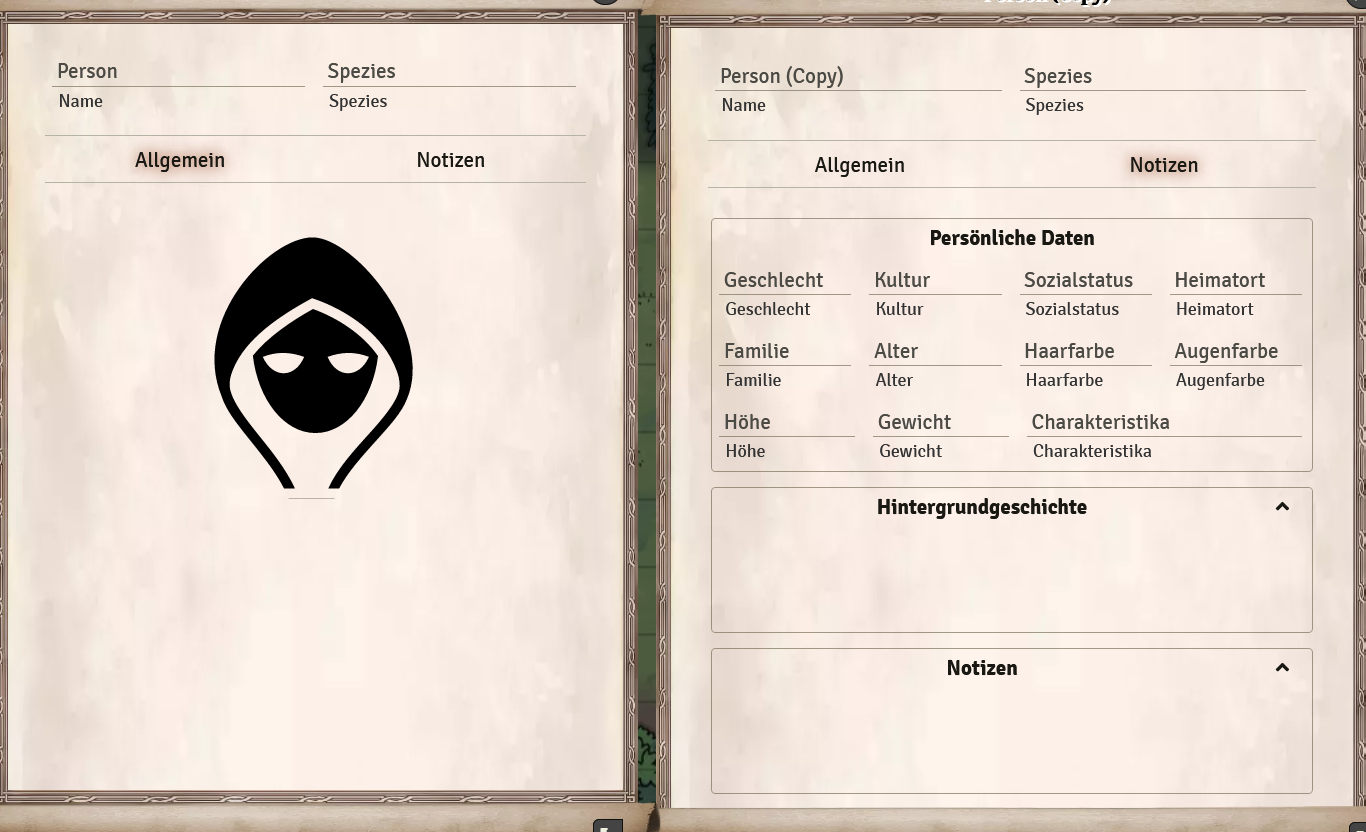 Person Spezies
Name Spezies
Allgemein Notizen
Person (Copy)
Person (Copy) Spezies
Name Spezies
Allgemein Notizen
Persönliche Daten
Geschlecht Kultur Sozialstatus Heimatort
Geschlecht Kultur Sozialstatus Heimatort
Familie Alter Haarfarbe Augenfarbe
Familie Alter Haarfarbe Augenfarbe
Höhe Gewicht Charakteristika
Höhe Gewicht Charakteristika
Hintergrundgeschichte
Notizen